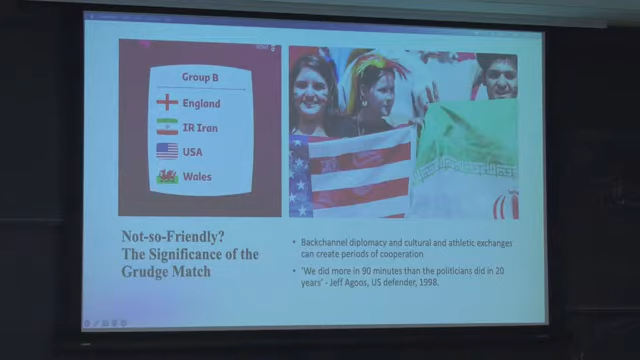 Group B
England
IR Iran
USA
Wales
Not-so-Friendly?
The Significance of the
Grudge Match
• Backchannel diplomacy and cultural and athletic exchanges
can create periods of cooperation
• 'We did more in 90 minutes than the politicians did in 20
years' - Jeff Agoos, US defender, 1998.